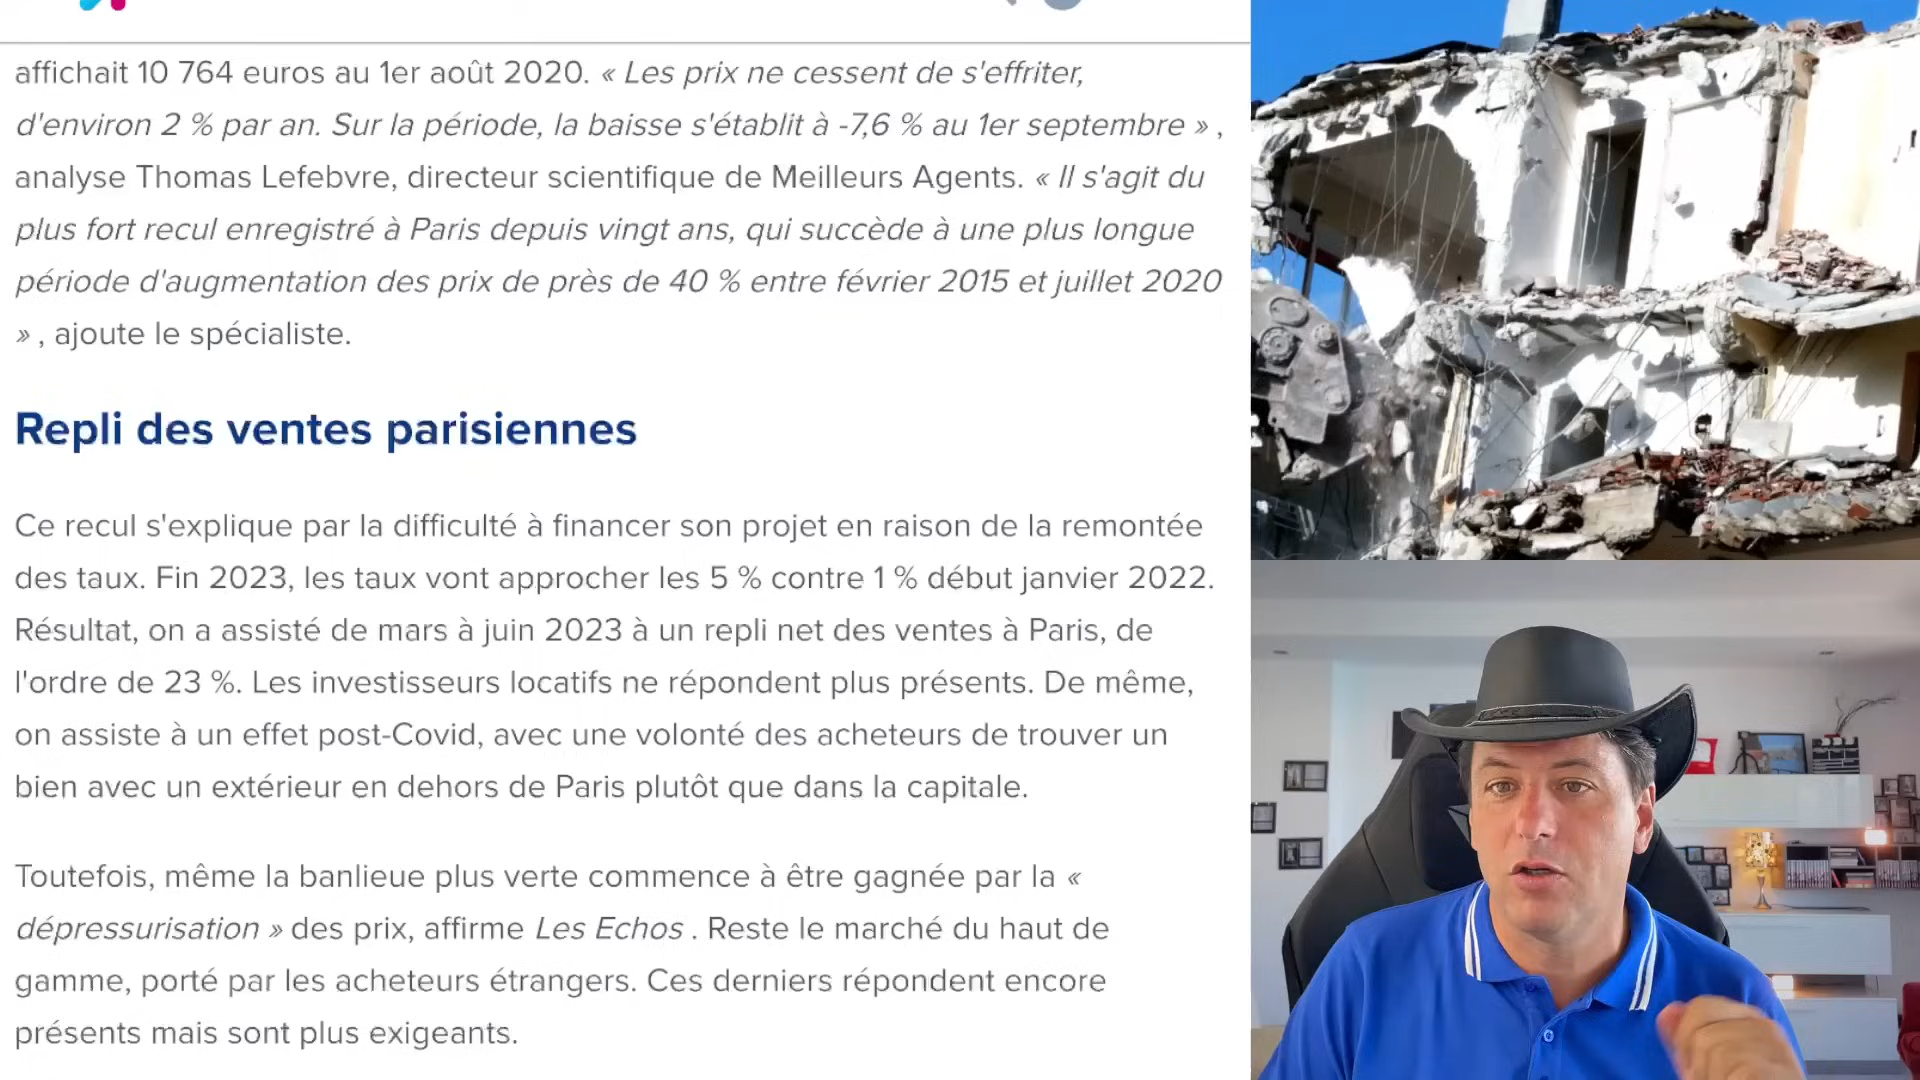 affichait 10 764 euros au 1er août 2020. « Les prix ne cessent de s'effriter,
d'environ 2 % par an. Sur la période, la baisse s'établit à -7,6 % au 1er septembre » ,
analyse Thomas Lefebvre, directeur scientifique de Meilleurs Agents. « Il s'agit du
plus fort recul enregistré à Paris depuis vingt ans, qui succède à une plus longue
période d'augmentation des prix de près de 40 % entre février 2015 et juillet 2020
» , ajoute le spécialiste.
Repli des ventes parisiennes
Ce recul s'explique par la difficulté à financer son projet en raison de la remontée
des taux. Fin 2023, les taux vont approcher les 5 % contre 1 % début janvier 2022.
Résultat, on a assisté de mars à juin 2023 à un repli net des ventes à Paris, de
l'ordre de 23 %. Les investisseurs locatifs ne répondent plus présents. De même,
on assiste à un effet post-Covid, avec une volonté des acheteurs de trouver un
bien avec un extérieur en dehors de Paris plutôt que dans la capitale.
Toutefois, même la banlieue plus verte commence à être gagnée par la «
dépressurisation » des prix, affirme Les Echos . Reste le marché du haut de
gamme, porté par les acheteurs étrangers. Ces derniers répondent encore
présents mais sont plus exigeants.